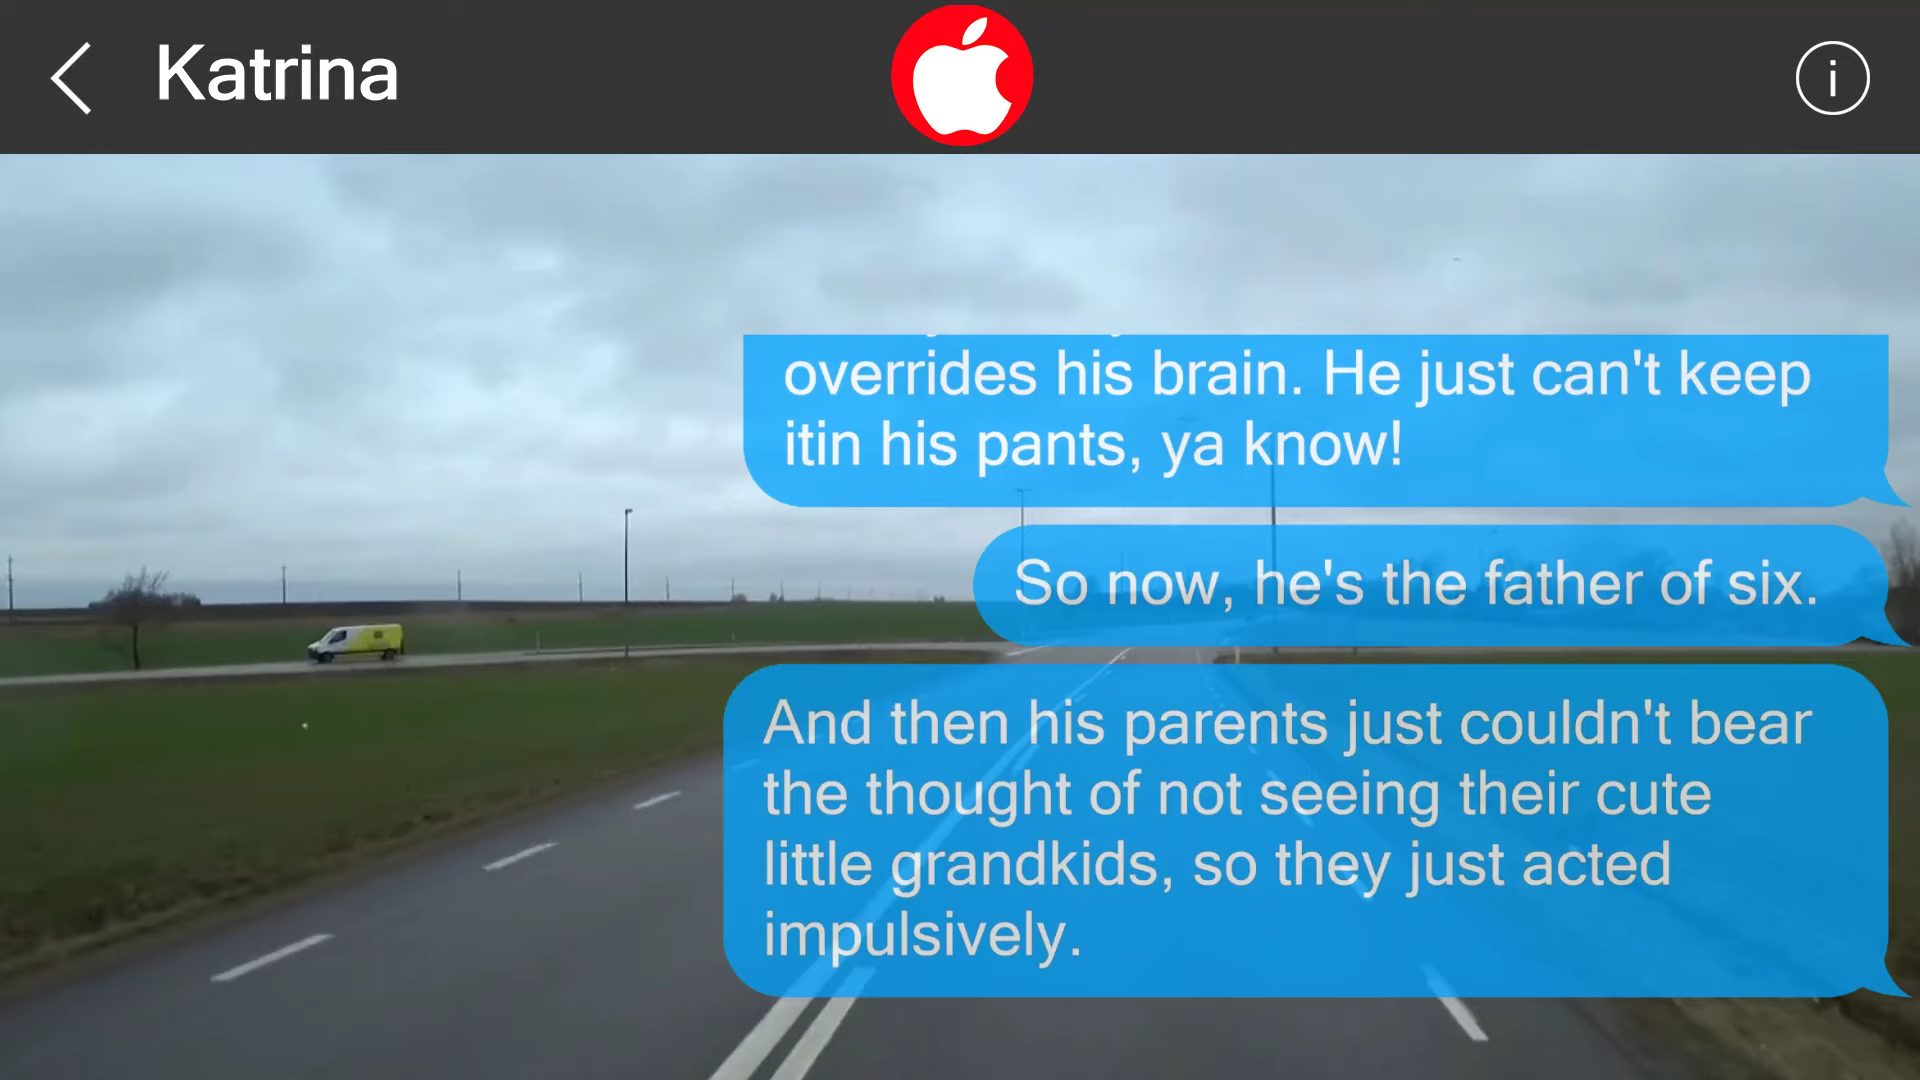 Katrina
i
overrides his brain. He just can't keep
itin his pants, ya know!
So now, he's the father of six.
And then his parents just couldn't bear
the thought of not seeing their cute
little grandkids, so they just acted
impulsively.